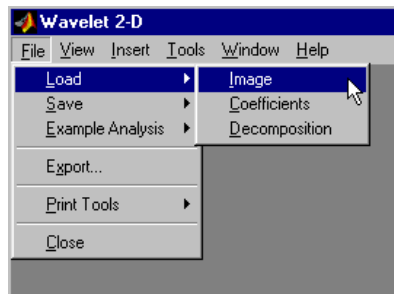 Wavelet 2-D
File View Insert Tools Window Help
Load
Save
Example Analysis
Export...
Print Tools
Close
Image
Coefficients
Decomposition